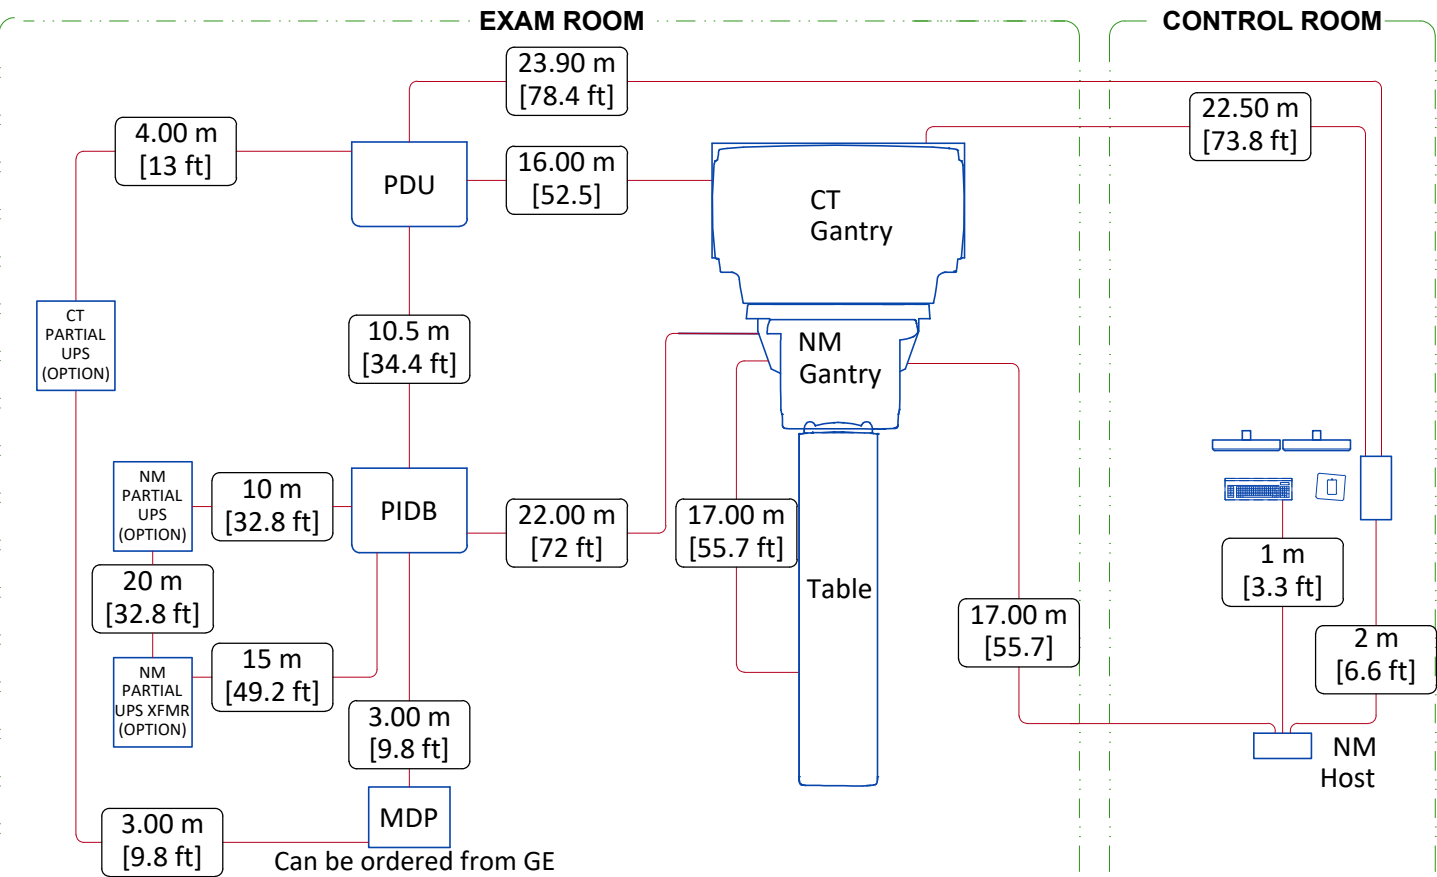 EXAM ROOM
CONTROL ROOM
23.90 m
[78.4 ft]
22.50 m
[73.8 ft]
4.00 m
[13 ft]
PDU
16.00 m
[52.5]
CT
Gantry
CT
PARTIAL
UPS
(OPTION)
10.5 m
[34.4 ft]
NM
Gantry
NM
PARTIAL
UPS
(OPTION)
10 m
[32.8 ft]
PIDB
22.00 m
[72 ft]
17.00 m
[55.7 ft]
1 m
[3.3 ft]
20 m
[32.8 ft]
Table
17.00 m
[55.7]
2 m
[6.6 ft]
NM
PARTIAL
UPS XFMR
(OPTION)
15 m
[49.2 ft]
3.00 m
[9.8 ft]
NM
Host
3.00 m
[9.8 ft]
MDP
Can be ordered from GE